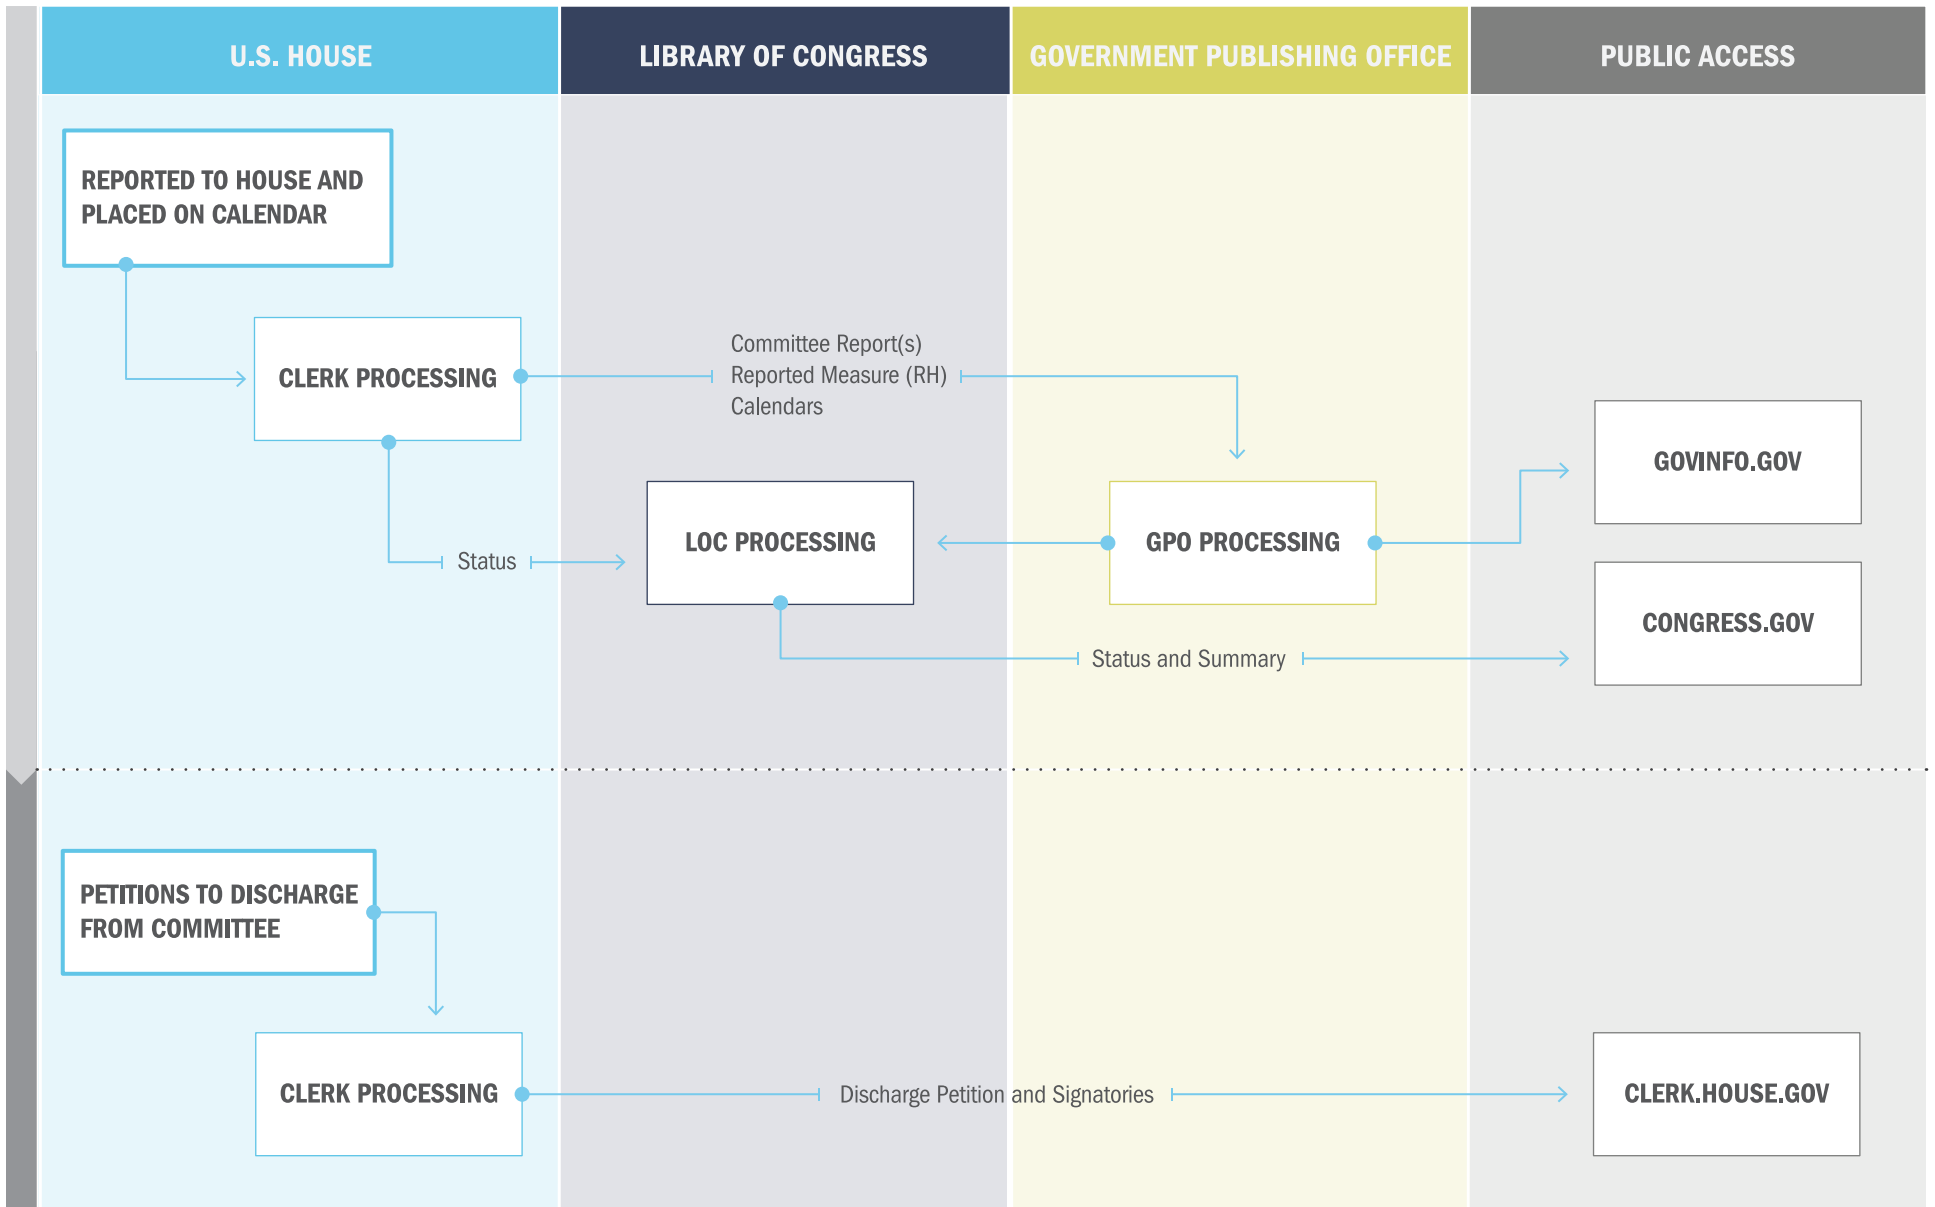 U.S. HOUSE
LIBRARY OF CONGRESS
GOVERNMENT PUBLISHING OFFICE
PUBLIC ACCESS
REPORTED TO HOUSE AND
PLACED ON CALENDAR
CLERK PROCESSING
Committee Report(s)
Reported Measure (RH)
Calendars
GOVINFO.GOV
Status
LOC PROCESSING
GPO PROCESSING
CONGRESS.GOV
Status and Summary
PETITIONS TO DISCHARGE
FROM COMMITTEE
CLERK PROCESSING
Discharge Petition and Signatories
CLERK.HOUSE.GOV